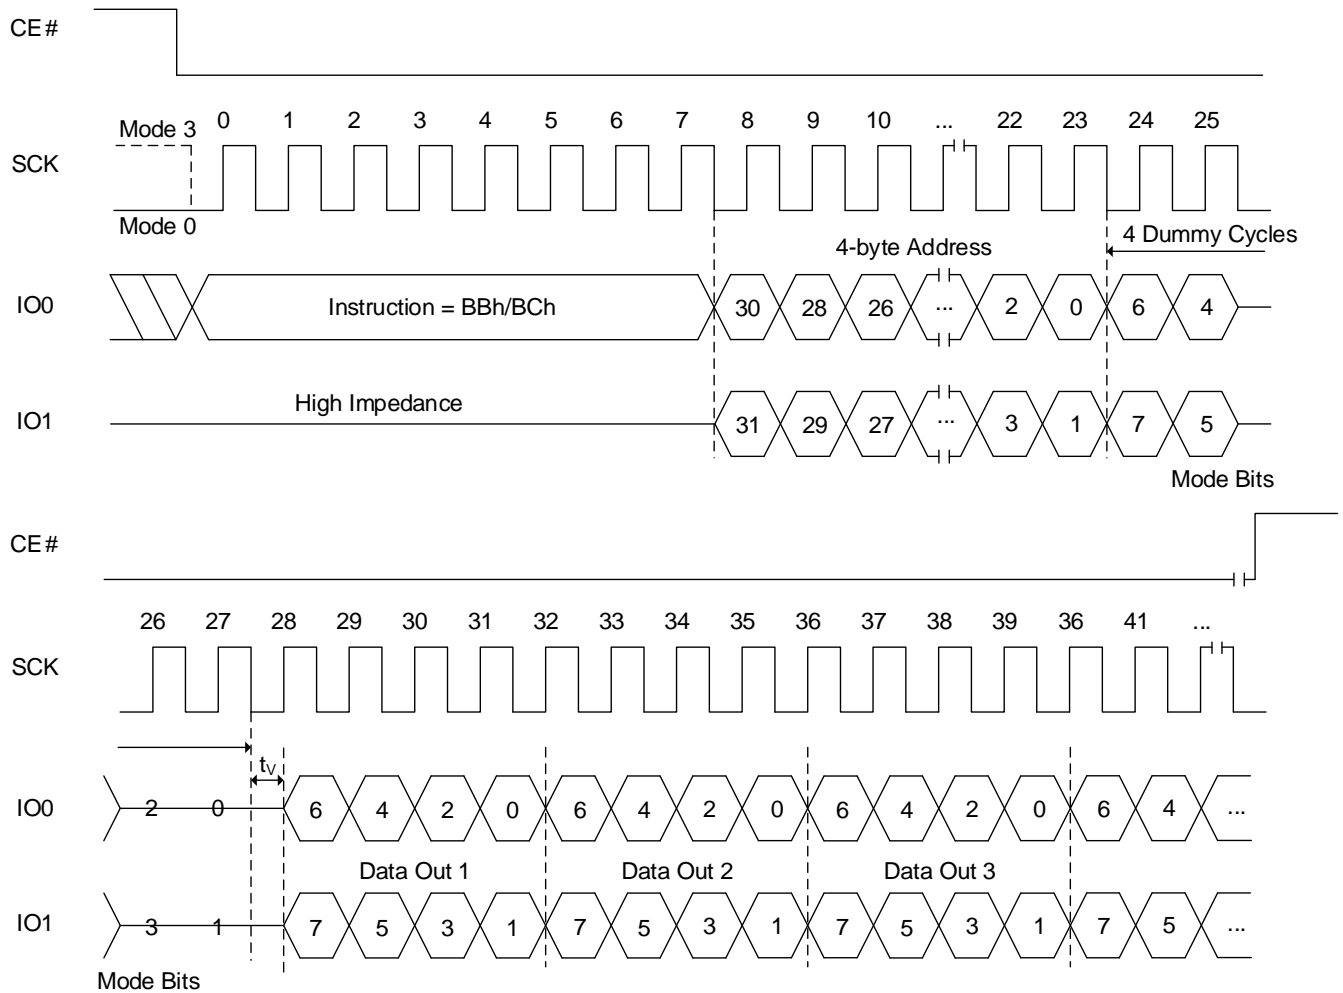 CE#
Mode 3 0 1 2 3 4 5 6 7 8 9 10 ... 22 23 24 25
SCK
Mode 0
4-byte Address 4 Dummy Cycles
IO0 Instruction = BBh/BCh 30 28 26 ... 2 0 6 4
High Impedance
IO1 31 29 27 ... 3 1 7 5
Mode Bits
CE#
26 27 28 29 30 31 32 33 34 35 36 37 38 39 36 41 ...
SCK
tV
IO0 2 0 6 4 2 0 6 4 2 0 6 4 2 0 6 4 ...
Data Out 1 Data Out 2 Data Out 3
IO1 3 1 7 5 3 1 7 5 3 1 7 5 3 1 7 5 ...
Mode Bits